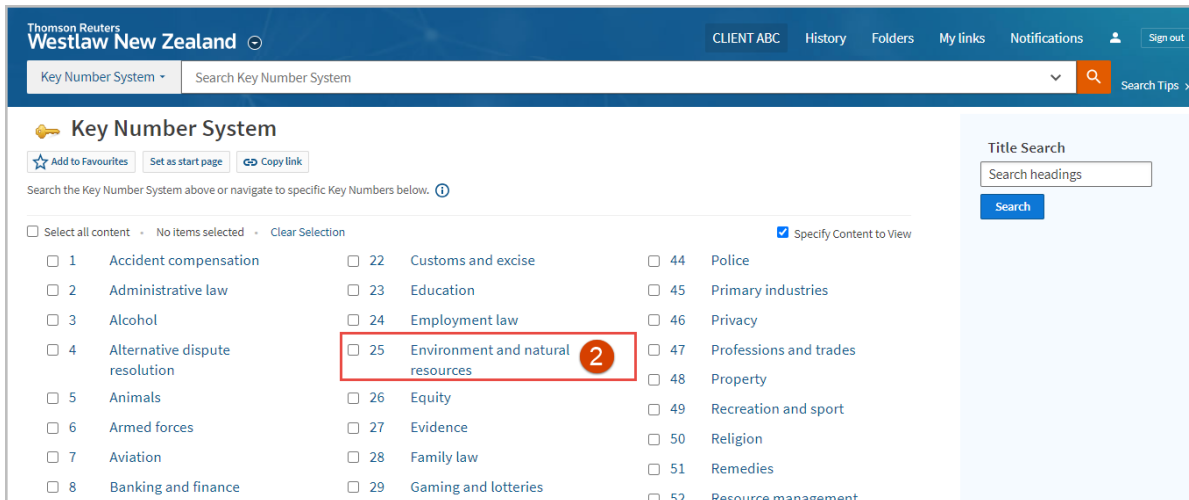 Thomson Reuters
Westlaw New Zealand
CLIENT ABC History Folders My links Notifications Sign out
Key Number System Search Key Number System
Search Tips
Key Number System
Add to Favourites Set as start page Copy link
Search the Key Number System above or navigate to specific Key Numbers below.
Title Search
Search headings
Search
Select all content • No items selected • Clear Selection Specify Content to View
1 Accident compensation
2 Administrative law
3 Alcohol
4 Alternative dispute
resolution
5 Animals
6 Armed forces
7 Aviation
8 Banking and finance
22 Customs and excise
23 Education
24 Employment law
25 Environment and natural
resources
2
26 Equity
27 Evidence
28 Family law
29 Gaming and lotteries
44 Police
45 Primary industries
46 Privacy
47 Professions and trades
48 Property
49 Recreation and sport
50 Religion
51 Remedies
52 Resource management